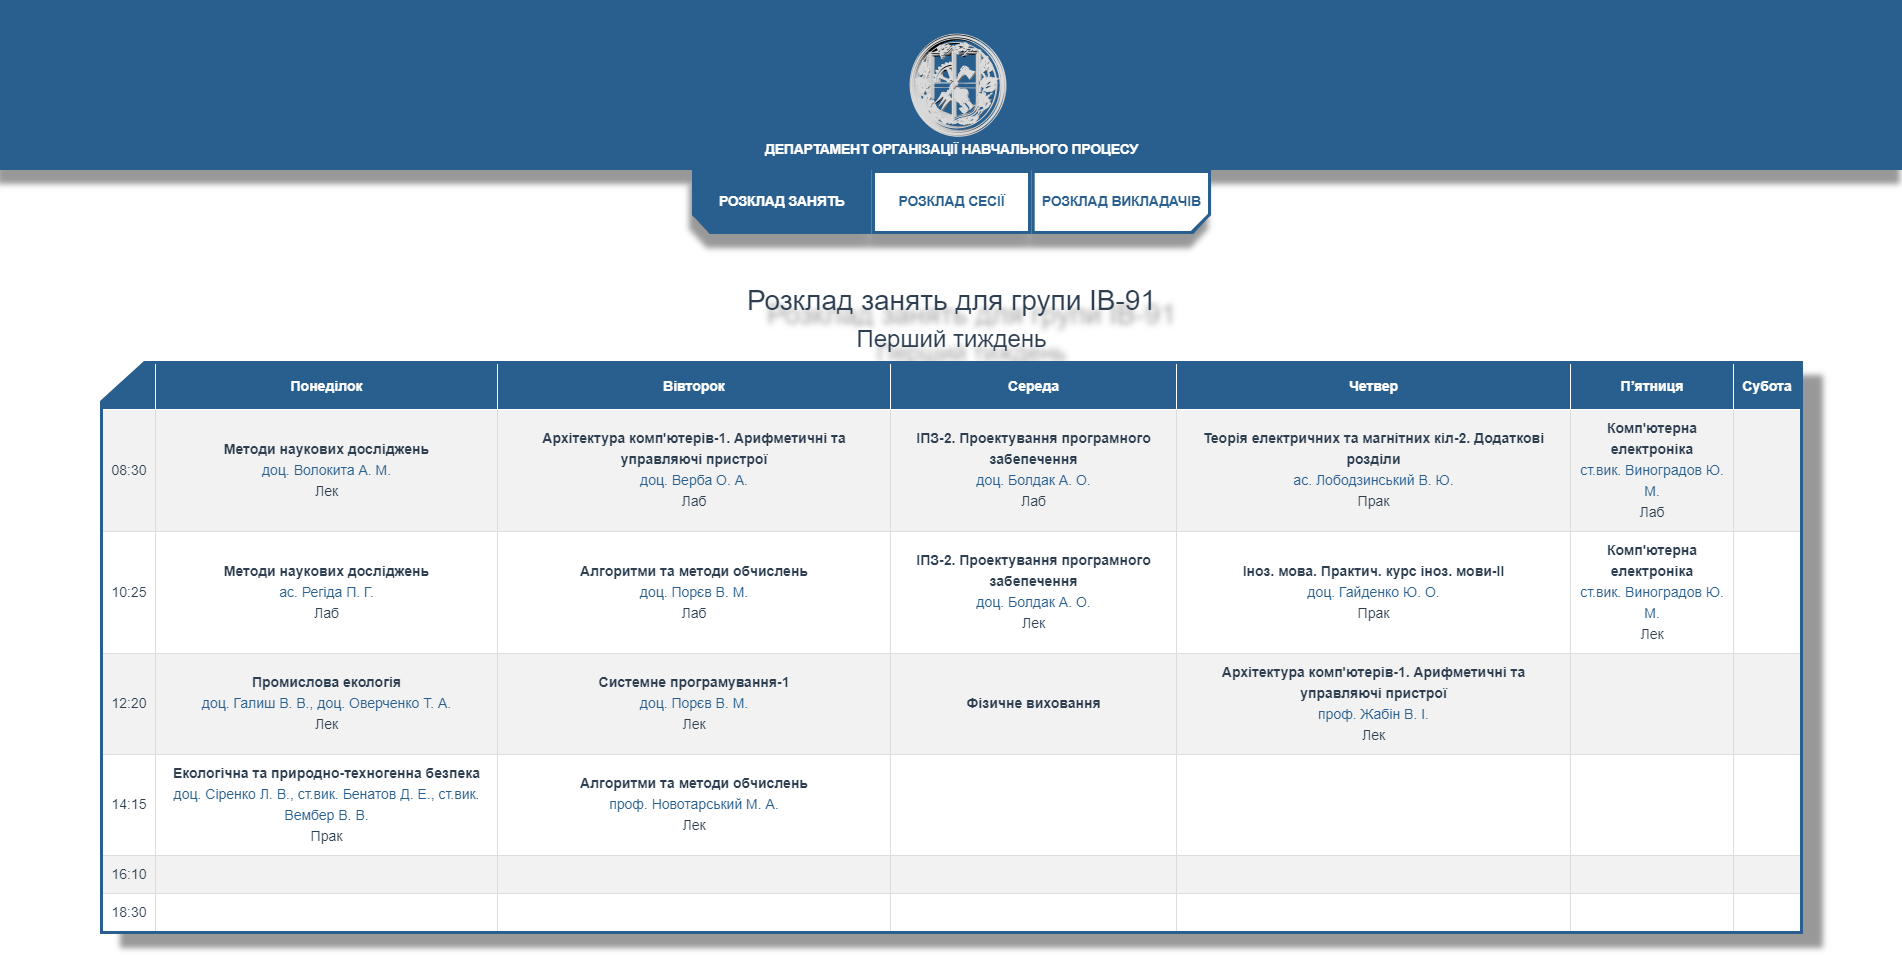 ДЕПАРТАМЕНТ ОРГАНІЗАЦІЇ НАВЧАЛЬНОГО ПРОЦЕСУ
РОЗКЛАД ЗАНЯТЬ
РОЗКЛАД СЕСІЇ
РОЗКЛАД ВИКЛАДАЧІВ
Розклад занять для групи ІВ-91
Перший тиждень
Понеділок
Вівторок
Середа
Четвер
П'ятниця
Субота
08:30
Методи наукових досліджень
доц. Волокита А. М.
Лек
Архітектура комп'ютерів-1. Арифметичні та
управляючі пристрої
доц. Верба О. А.
Лаб
ІПЗ-2. Проектування програмного
забепечення
доц. Болдак А. О.
Лаб
Теорія електричних та магнітних кіл-2. Додаткові
розділи
ас. Лободзинський В. Ю.
Прак
Комп'ютерна
електроніка
ст.вик. Виноградов Ю.
М.
Лаб
10:25
Методи наукових досліджень
ас. Регіда П. Г.
Лаб
Алгоритми та методи обчислень
доц. Порєв В. М.
Лаб
ІПЗ-2. Проектування програмного
забепечення
доц. Болдак А. О.
Лек
Іноз. мова. Практич. курс іноз. мови-ІІ
доц. Гайденко Ю. О.
Прак
Комп'ютерна
електроніка
ст.вик. Виноградов Ю.
М.
Лек
12:20
Промислова екологія
доц. Галиш В. В., доц. Оверченко Т. А.
Лек
Системне програмування-1
доц. Порєв В. М.
Лек
Фізичне виховання
Архітектура комп'ютерів-1. Арифметичні та
управляючі пристрої
проф. Жабін В. І.
Лек
14:15
Екологічна та природно-техногенна безпека
доц. Сіренко Л. В., ст.вик. Бенатов Д. Е., ст.вик.
Вембер В. В.
Прак
Алгоритми та методи обчислень
проф. Новотарський М. А.
Лек
16:10
18:30